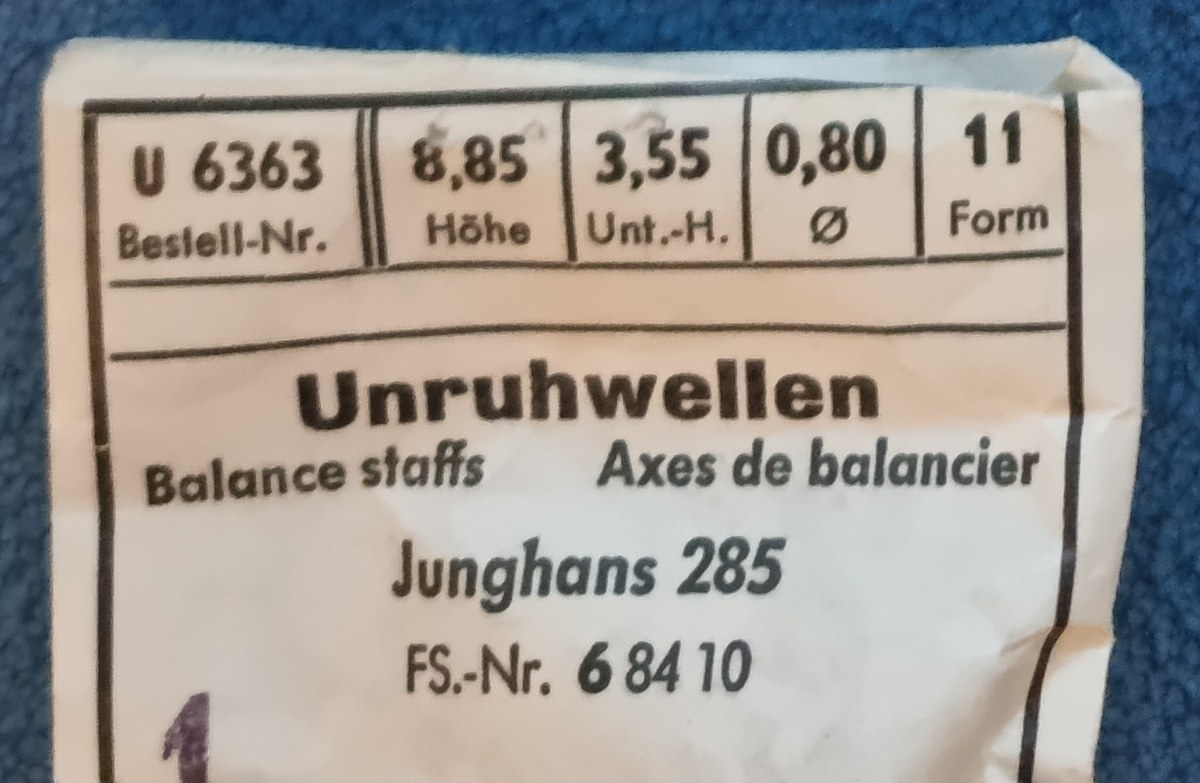 U 6363 8,85 3,55 0,80 11
Bestell-Nr. Höhe Unt.-H. Ø Form
Unruhwellen
Balance staffs Axes de balancier
Junghans 285
FS.-Nr. 6 84 10
1